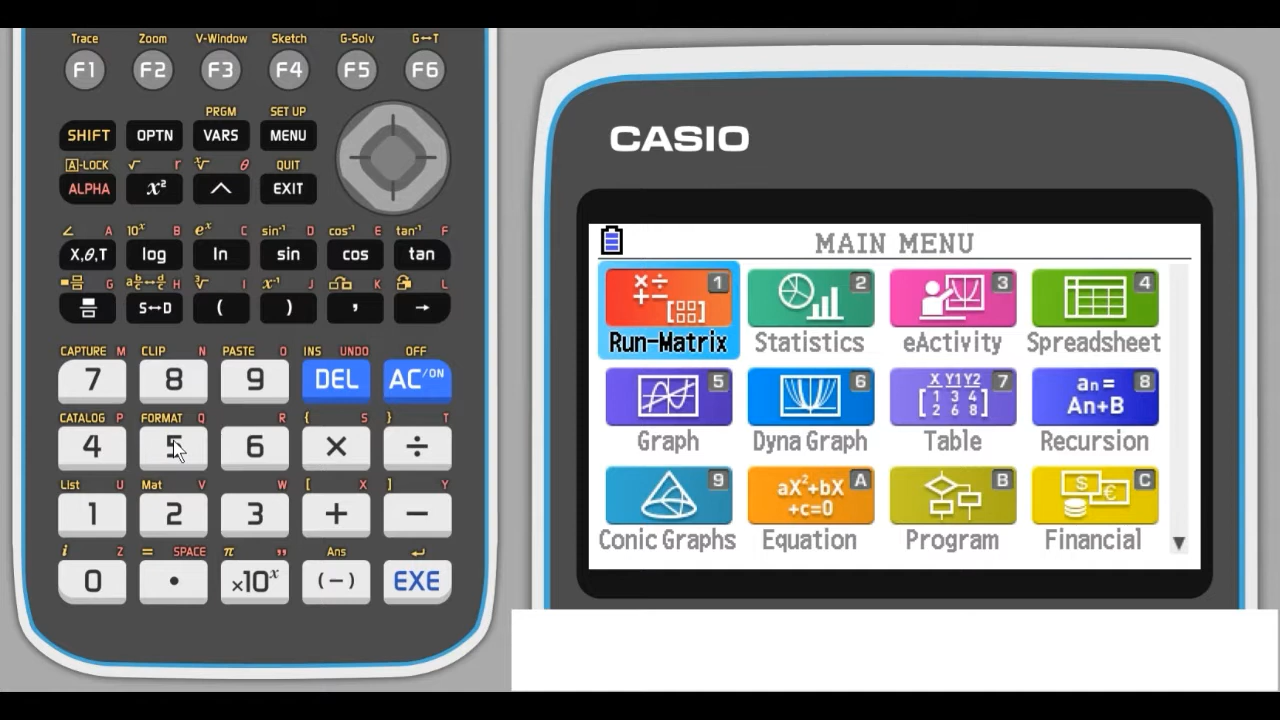 Trace Zoom V-Window Sketch G-Solv G↔T
F1 F2 F3 F4 F5 F6
PRGM SET UP
SHIFT OPTN VARS MENU
A-LOCK √ r ˣ√ θ QUIT
ALPHA x² ^ EXIT
∠ A 10ˣ B eˣ C sin⁻¹ D cos⁻¹ E tan⁻¹ F
X,θ,T log ln sin cos tan
G H ³√ I x⁻¹ J K L
S↔D ( ) , →
CAPTURE M CLIP N PASTE O INS UNDO OFF
7 8 9 DEL AC/ON
CATALOG P FORMAT Q R { S } T
4 5 6 × ÷
List U Mat V W [ X ] Y
1 2 3 + −
i Z = SPACE π " Ans ↵
0 • ×10ˣ (−) EXE
CASIO
MAIN MENU
1 2 3 4
Run-Matrix Statistics eActivity Spreadsheet
5 6 X Y1 Y2 7 an = 8
1 3 4 An+B
2 6 8
Graph Dyna Graph Table Recursion
9 aX²+bX A B $ C
+c=0 €
Conic Graphs Equation Program Financial